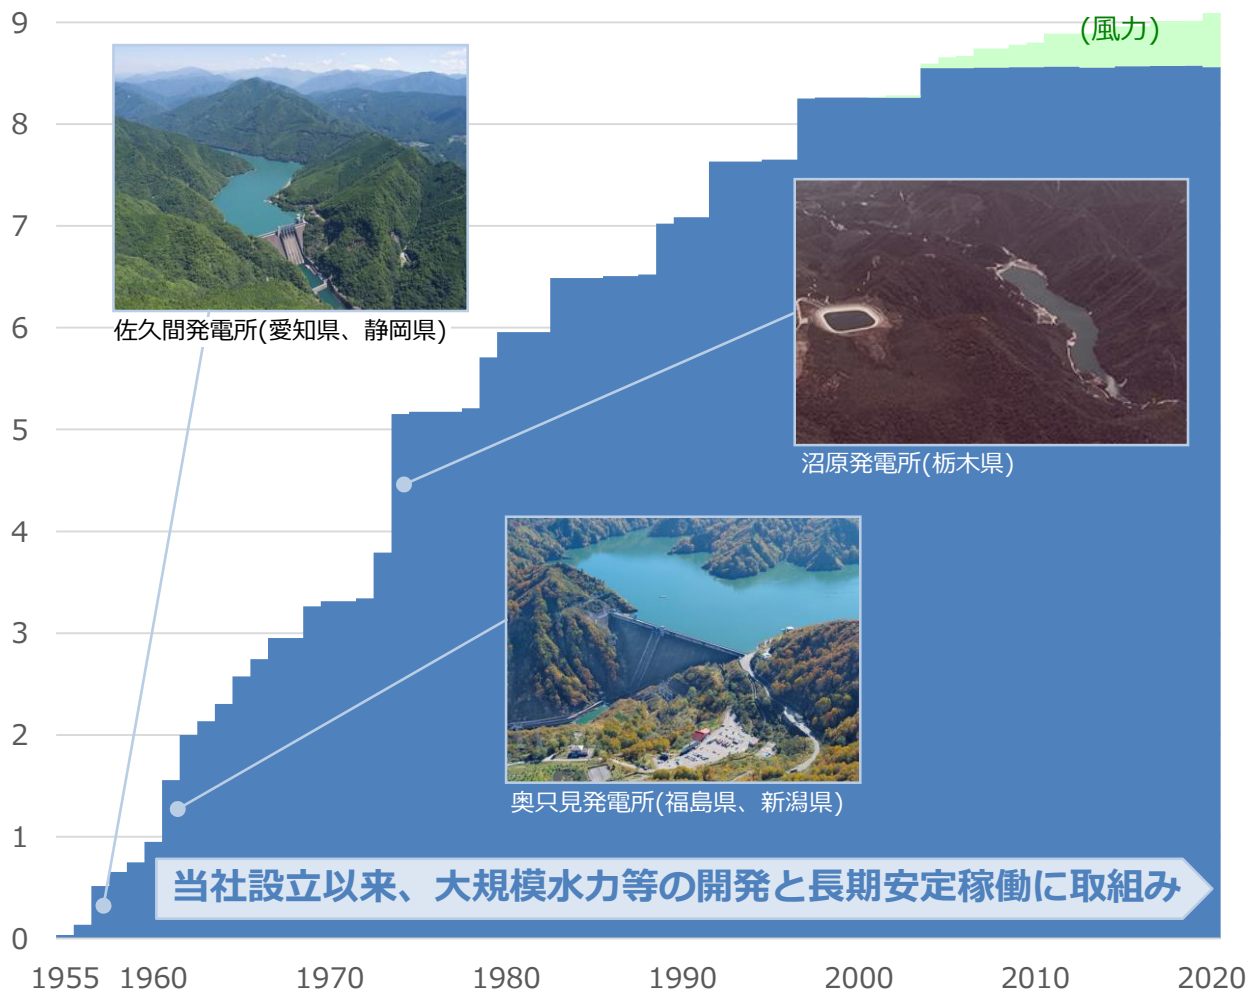 9
(風力)
8
7
佐久間発電所(愛知県、静岡県)
6
5
沼原発電所(栃木県)
4
3
2
奥只見発電所(福島県、新潟県)
1
当社設立以来、大規模水力等の開発と長期安定稼働に取組み
0
1955 1960 1970 1980 1990 2000 2010 2020